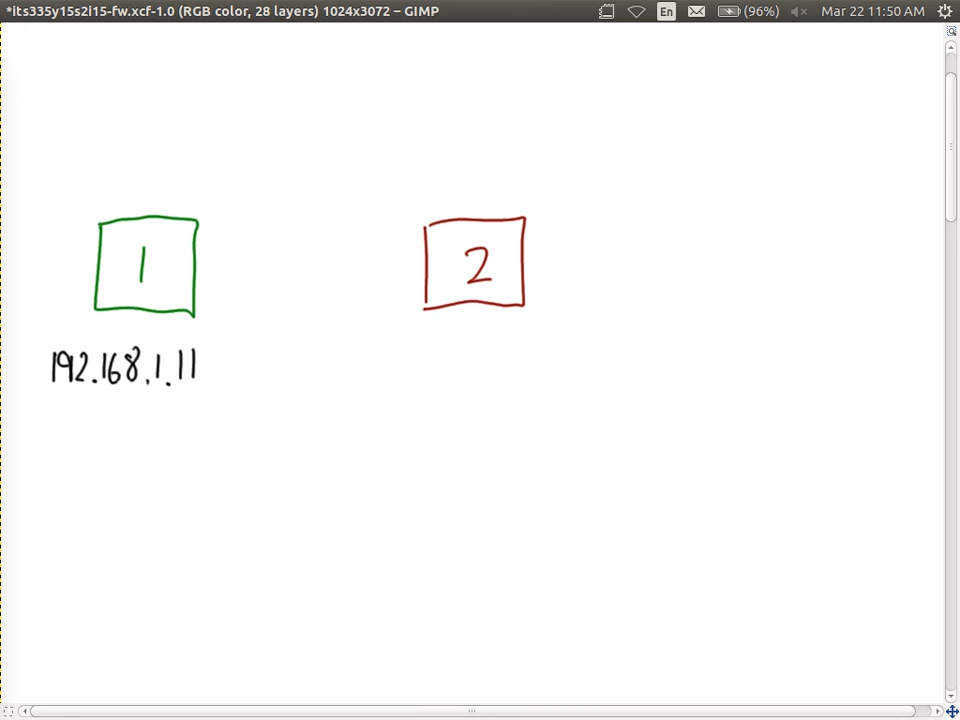 *its335y15s2i15-fw.xcf-1.0 (RGB color, 28 layers) 1024x3072 – GIMP En (96%) Mar 22 11:50 AM
1 2
192.168.1.11